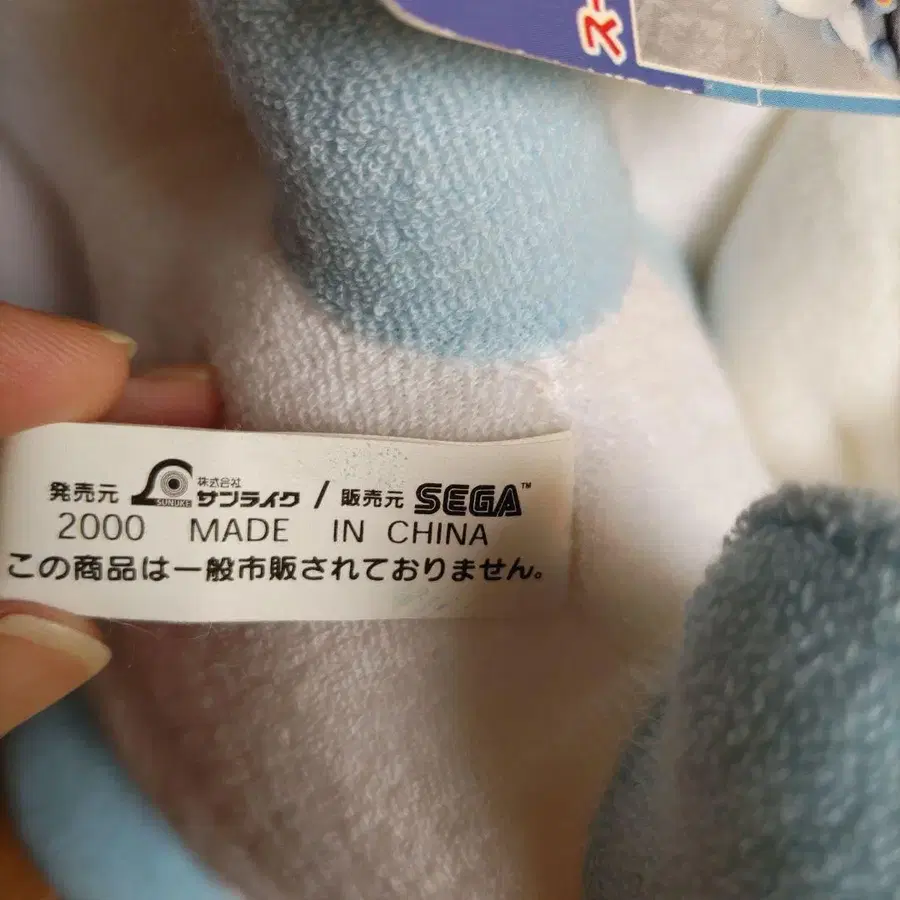 ス
発売元 SUNLIKE 株式会社 サンライク / 販売元 SEGA™
2000 MADE IN CHINA
この商品は一般市販されておりません。